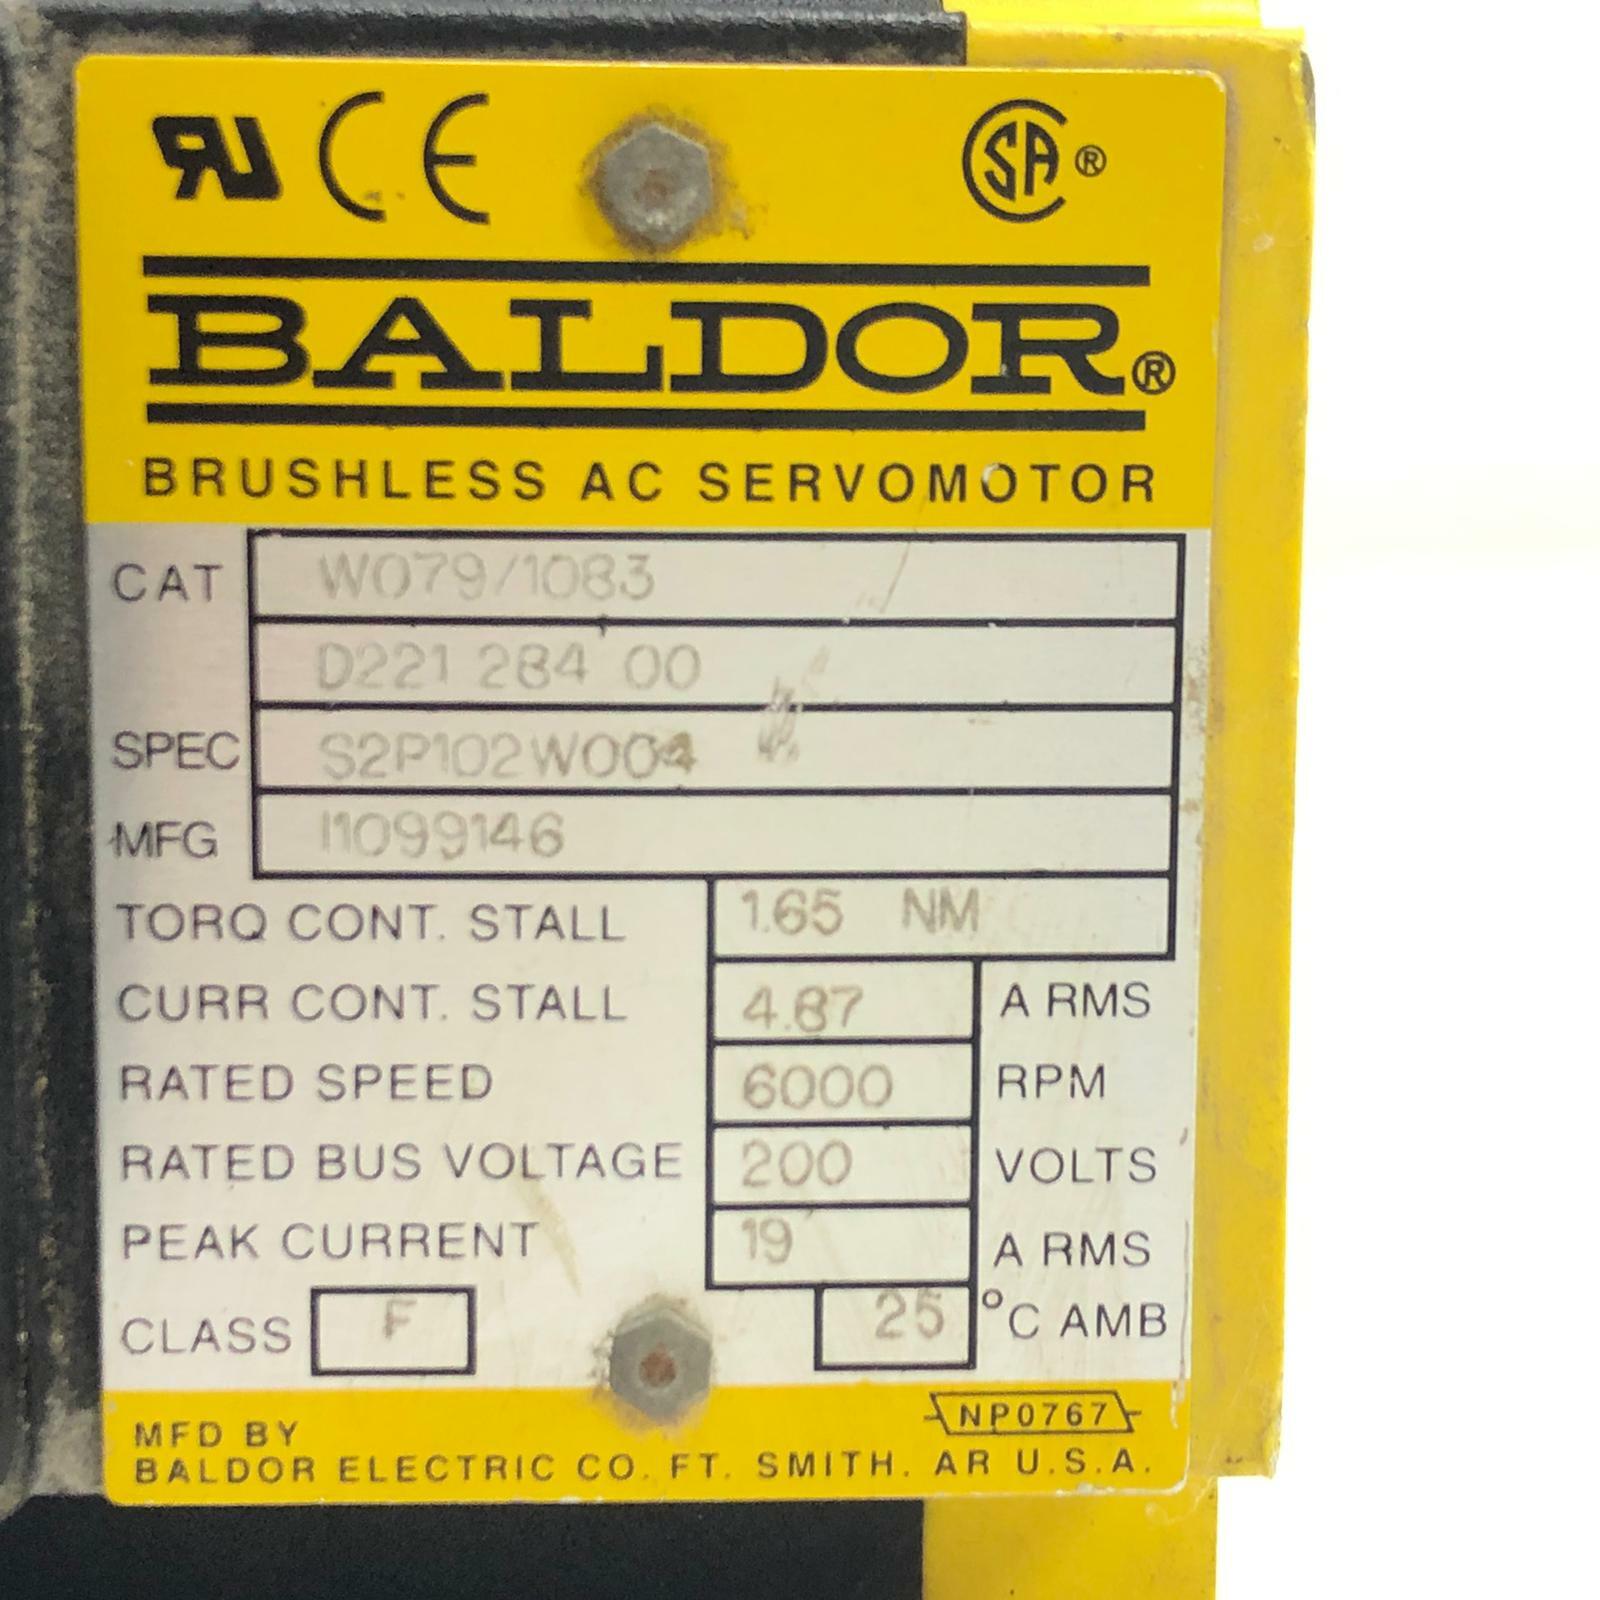 RU CE SA®
BALDOR®
BRUSHLESS AC SERVOMOTOR
CAT W079/1083
D221 284 00
SPEC S2P102W004
MFG I1099146
TORQ CONT. STALL 1.65 NM
CURR CONT. STALL 4.87 A RMS
RATED SPEED 6000 RPM
RATED BUS VOLTAGE 200 VOLTS
PEAK CURRENT 19 A RMS
CLASS F 25 °C AMB
NP0767
MFD BY
BALDOR ELECTRIC CO. FT. SMITH. AR U.S.A.